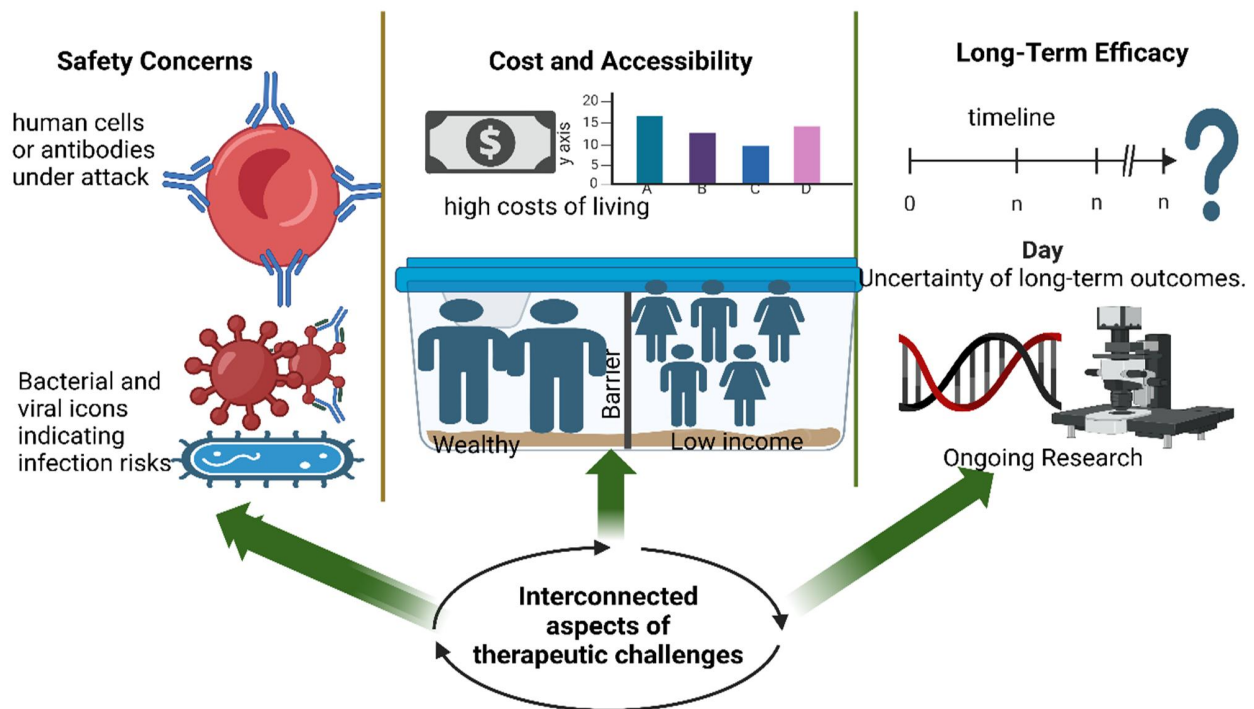 Safety Concerns
human cells
or antibodies
under attack
Bacterial and
viral icons
indicating
infection risks
Cost and Accessibility
$
y axis
20
15
10
5
0
A B C D
high costs of living
Barrier
Wealthy
Low income
Long-Term Efficacy
timeline
0 n n n
?
Day
Uncertainty of long-term outcomes.
Ongoing Research
Interconnected
aspects of
therapeutic challenges